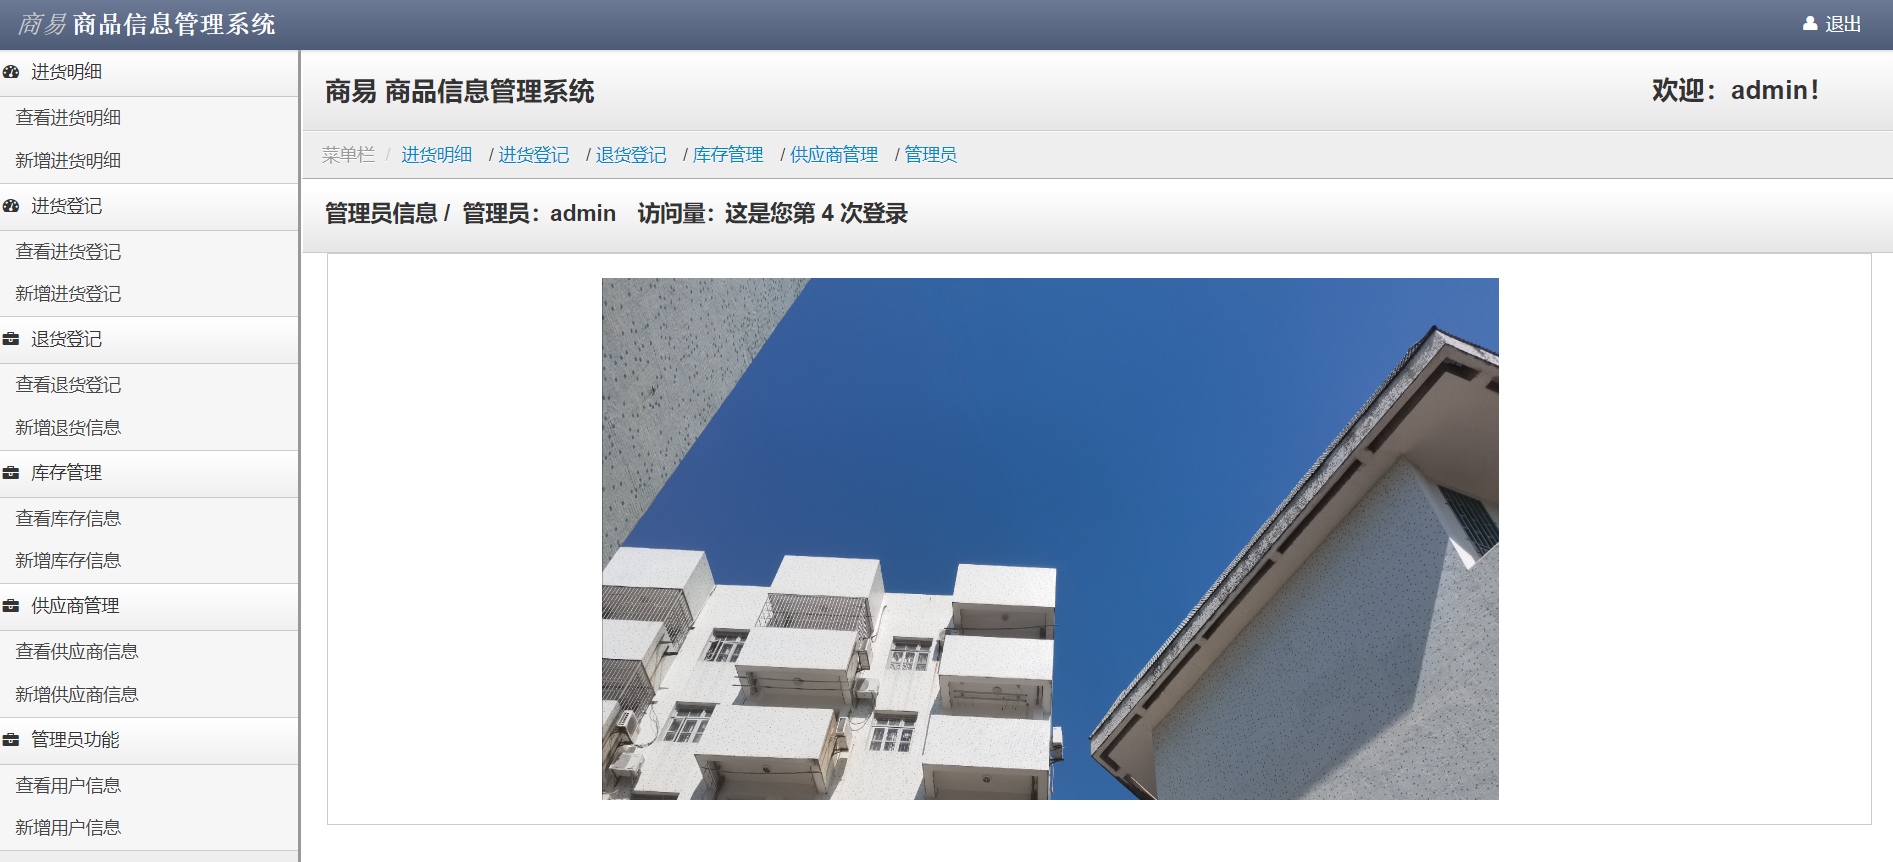 商易 商品信息管理系统
退出
进货明细
查看进货明细
新增进货明细
进货登记
查看进货登记
新增进货登记
退货登记
查看退货登记
新增退货信息
库存管理
查看库存信息
新增库存信息
供应商管理
查看供应商信息
新增供应商信息
管理员功能
查看用户信息
新增用户信息
商易 商品信息管理系统
欢迎：admin！
菜单栏 / 进货明细 / 进货登记 / 退货登记 / 库存管理 / 供应商管理 / 管理员
管理员信息 / 管理员：admin 访问量：这是您第 4 次登录